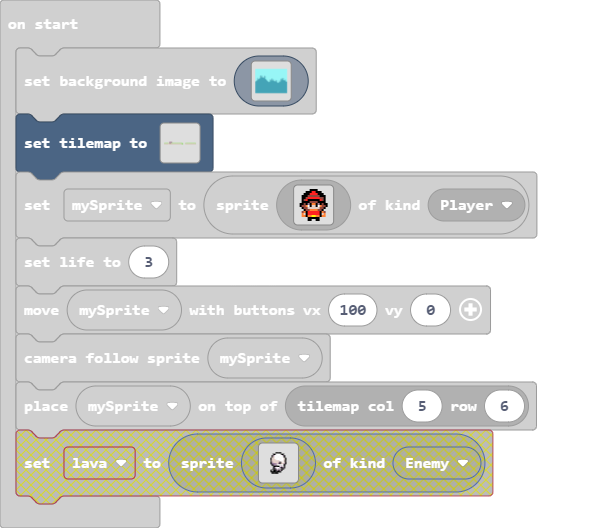 on start
set background image to
set tilemap to
set mySprite to sprite of kind Player
set life to 3
move mySprite with buttons vx 100 vy 0
camera follow sprite mySprite
place mySprite on top of tilemap col 5 row 6
set lava to sprite of kind Enemy